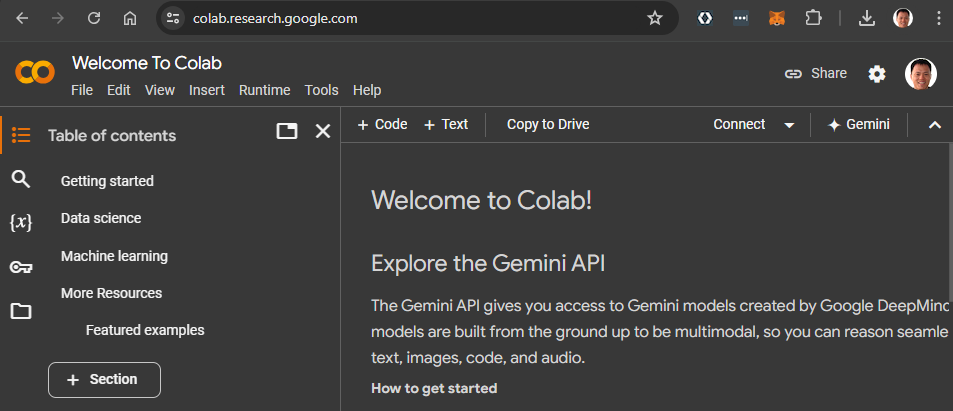 colab.research.google.com
Welcome To Colab
File Edit View Insert Runtime Tools Help
Share
Table of contents
+ Code + Text Copy to Drive Connect Gemini
Getting started
Data science
Machine learning
More Resources
Featured examples
+ Section
{x}
Welcome to Colab!
Explore the Gemini API
The Gemini API gives you access to Gemini models created by Google DeepMind
models are built from the ground up to be multimodal, so you can reason seamle
text, images, code, and audio.
How to get started